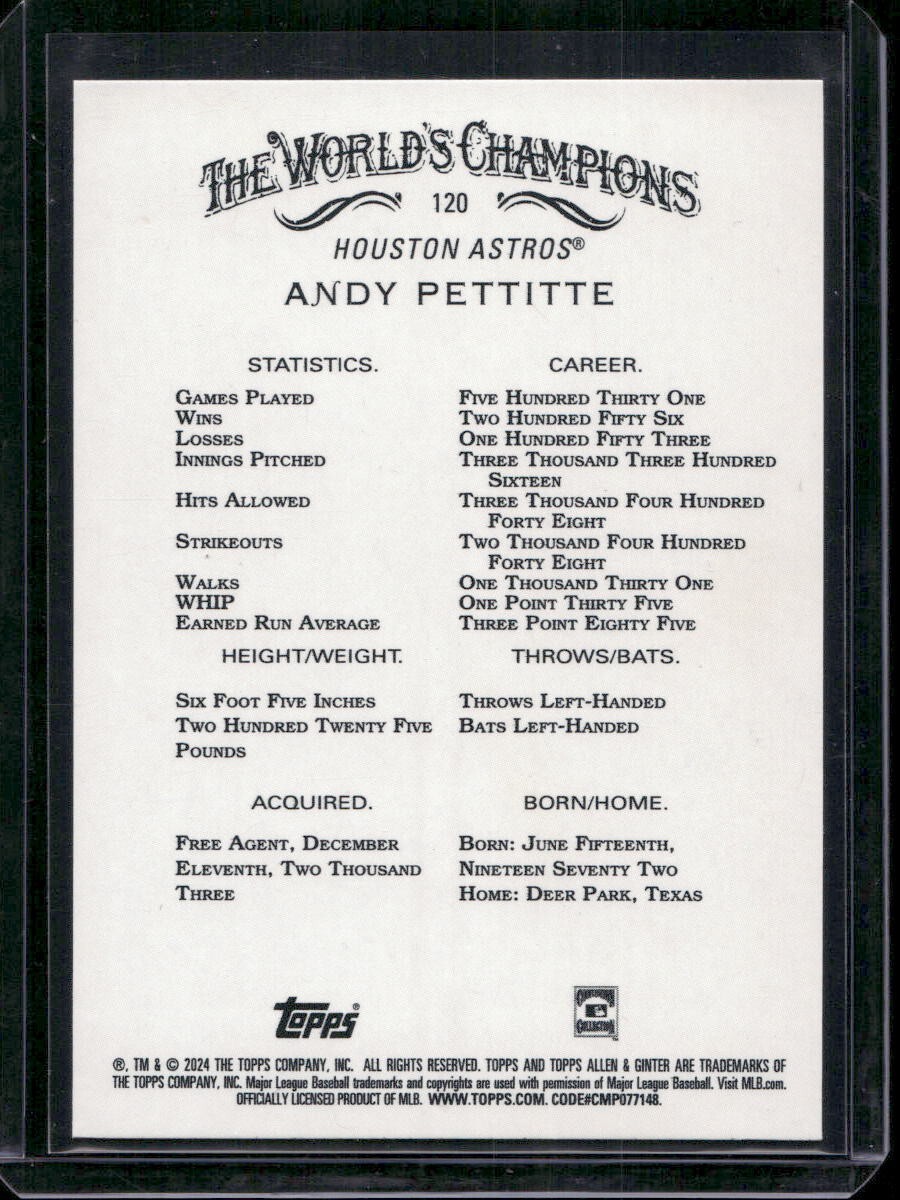 THE WORLD'S CHAMPIONS
120
HOUSTON ASTROS®
ANDY PETTITTE
STATISTICS. CAREER.
GAMES PLAYED FIVE HUNDRED THIRTY ONE
WINS TWO HUNDRED FIFTY SIX
LOSSES ONE HUNDRED FIFTY THREE
INNINGS PITCHED THREE THOUSAND THREE HUNDRED
SIXTEEN
HITS ALLOWED THREE THOUSAND FOUR HUNDRED
FORTY EIGHT
STRIKEOUTS TWO THOUSAND FOUR HUNDRED
FORTY EIGHT
WALKS ONE THOUSAND THIRTY ONE
WHIP ONE POINT THIRTY FIVE
EARNED RUN AVERAGE THREE POINT EIGHTY FIVE
HEIGHT/WEIGHT. THROWS/BATS.
SIX FOOT FIVE INCHES THROWS LEFT-HANDED
TWO HUNDRED TWENTY FIVE BATS LEFT-HANDED
POUNDS
ACQUIRED. BORN/HOME.
FREE AGENT, DECEMBER BORN: JUNE FIFTEENTH,
ELEVENTH, TWO THOUSAND NINETEEN SEVENTY TWO
THREE HOME: DEER PARK, TEXAS
Topps®
COOPERSTOWN
COLLECTION
®, TM & © 2024 THE TOPPS COMPANY, INC. ALL RIGHTS RESERVED. TOPPS AND TOPPS ALLEN & GINTER ARE TRADEMARKS OF
THE TOPPS COMPANY, INC. Major League Baseball trademarks and copyrights are used with permission of Major League Baseball. Visit MLB.com.
OFFICIALLY LICENSED PRODUCT OF MLB. WWW.TOPPS.COM. CODE#CMP077148.